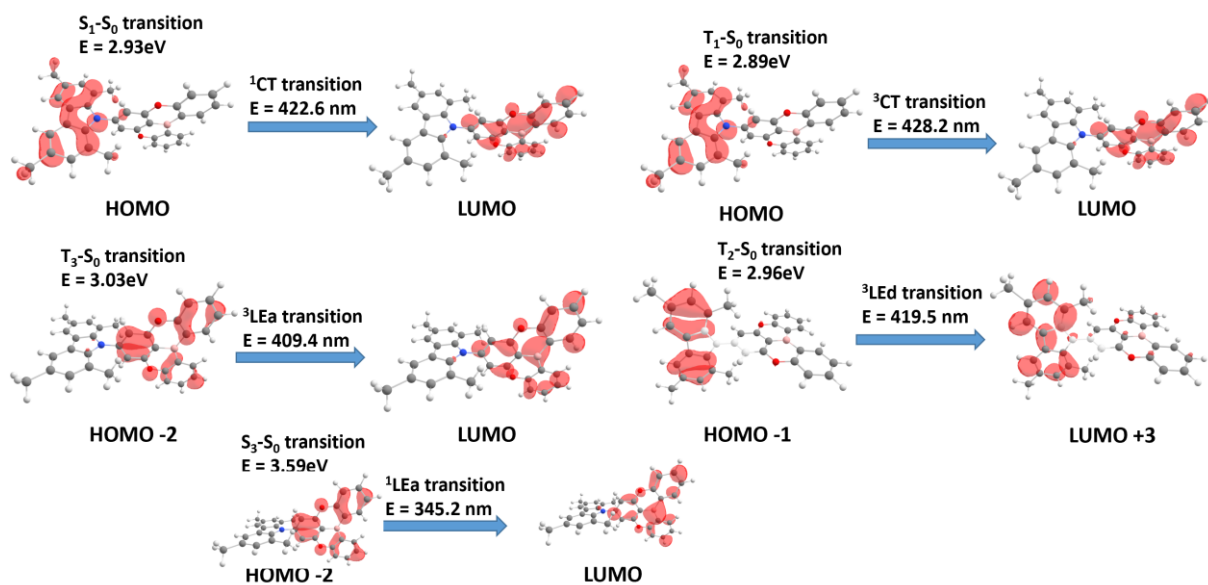 S₁-S₀ transition
E = 2.93eV
¹CT transition
E = 422.6 nm
HOMO
LUMO
T₁-S₀ transition
E = 2.89eV
³CT transition
E = 428.2 nm
HOMO
LUMO
T₃-S₀ transition
E = 3.03eV
³LEa transition
E = 409.4 nm
HOMO -2
LUMO
T₂-S₀ transition
E = 2.96eV
³LEd transition
E = 419.5 nm
HOMO -1
LUMO +3
S₃-S₀ transition
E = 3.59eV
¹LEa transition
E = 345.2 nm
HOMO -2
LUMO